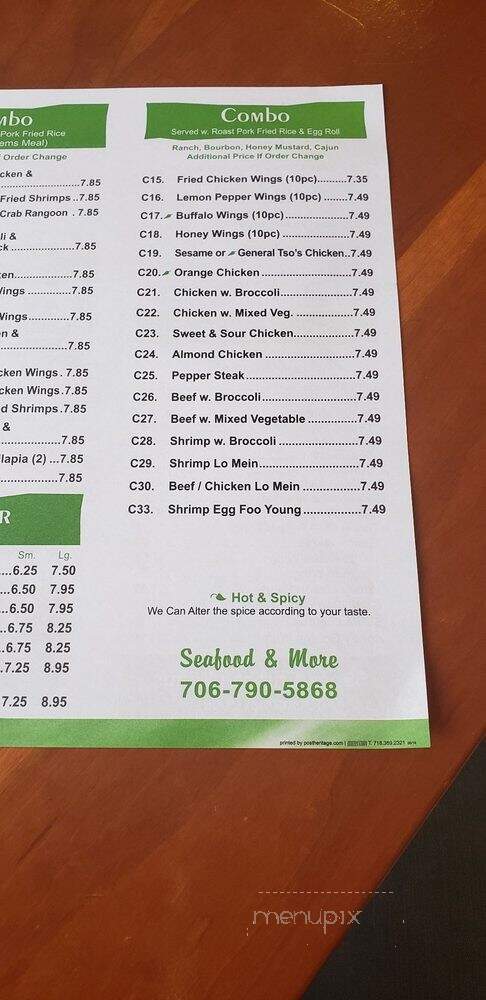 mbo
Pork Fried Rice
ems Meal)
f Order Change
cken &
.....................7.85
Fried Shrimps ..7.85
Crab Rangoon . 7.85
li &
ck .................7.85
en...............7.85
Vings .............7.85
Wings............7.85
en &
.....................7.85
cken Wings. 7.85
cken Wings.7.85
d Shrimps.7.85
&
....................7.85
lapia (2) ...7.85
....................7.85
R
Sm. Lg.
....6.25 7.50
...6.50 7.95
...6.50 7.95
..6.75 8.25
..6.75 8.25
..7.25 8.95
7.25 8.95
Combo
Served w. Roast Pork Fried Rice & Egg Roll
Ranch, Bourbon, Honey Mustard, Cajun
Additional Price If Order Change
C15. Fried Chicken Wings (10pc)..........7.35
C16. Lemon Pepper Wings (10pc) .......7.49
C17. Buffalo Wings (10pc)..................7.49
C18. Honey Wings (10pc) ...................7.49
C19. Sesame or General Tso's Chicken..7.49
C20. Orange Chicken .........................7.49
C21. Chicken w. Broccoli....................7.49
C22. Chicken w. Mixed Veg. ...............7.49
C23. Sweet & Sour Chicken................7.49
C24. Almond Chicken ........................7.49
C25. Pepper Steak.............................7.49
C26. Beef w. Broccoli.........................7.49
C27. Beef w. Mixed Vegetable .............7.49
C28. Shrimp w. Broccoli .....................7.49
C29. Shrimp Lo Mein..........................7.49
C30. Beef / Chicken Lo Mein ...............7.49
C33. Shrimp Egg Foo Young...............7.49
Hot & Spicy
We Can Alter the spice according to your taste.
Seafood & More
706-790-5868
printed by postheritage.com | T. 718.369.2321
menupix